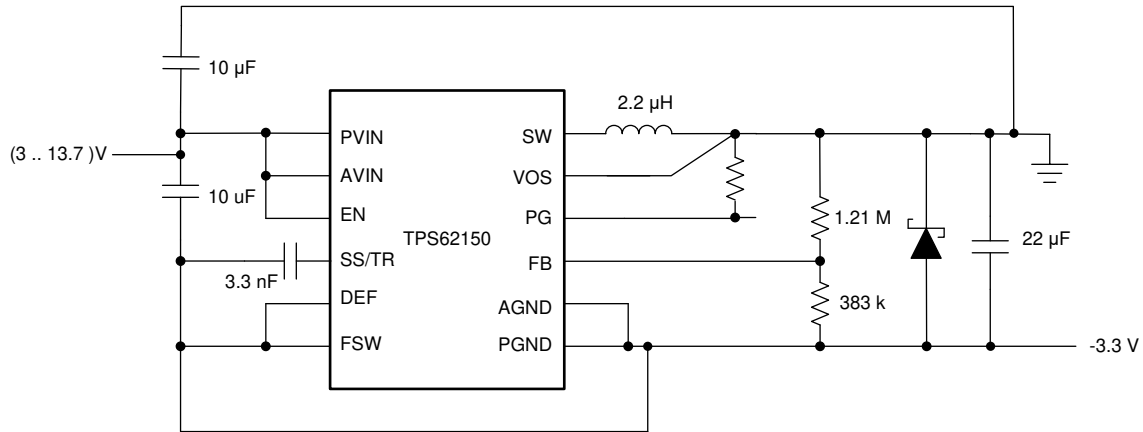 10 µF
2.2 µH
(3 .. 13.7 )V
PVIN
SW
AVIN
VOS
10 uF
EN
PG
1.21 M
TPS62150
22 µF
SS/TR
FB
3.3 nF
DEF
AGND
383 k
FSW
PGND
-3.3 V